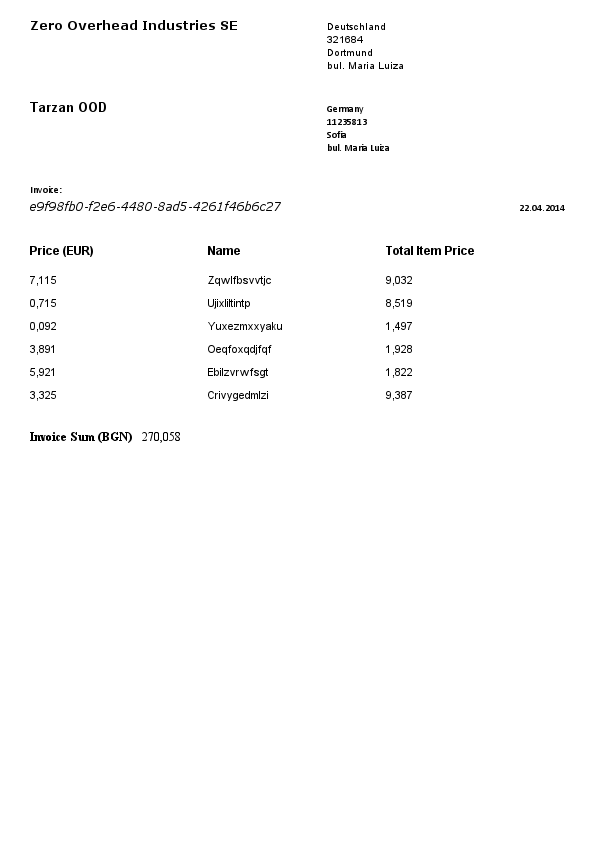 Zero Overhead Industries SE
Deutschland
321684
Dortmund
bul. Maria Luiza
Tarzan OOD
Germany
11235813
Sofia
bul. Maria Luiza
Invoice:
e9f98fb0-f2e6-4480-8ad5-4261f46b6c27 22.04.2014
Price (EUR) Name Total Item Price
7,115 Zqwlfbsvvtjc 9,032
0,715 Ujixliltintp 8,519
0,092 Yuxezmxxyaku 1,497
3,891 Oeqfoxqdjfqf 1,928
5,921 Ebilzvrwfsgt 1,822
3,325 Crivygedmlzi 9,387
Invoice Sum (BGN) 270,058